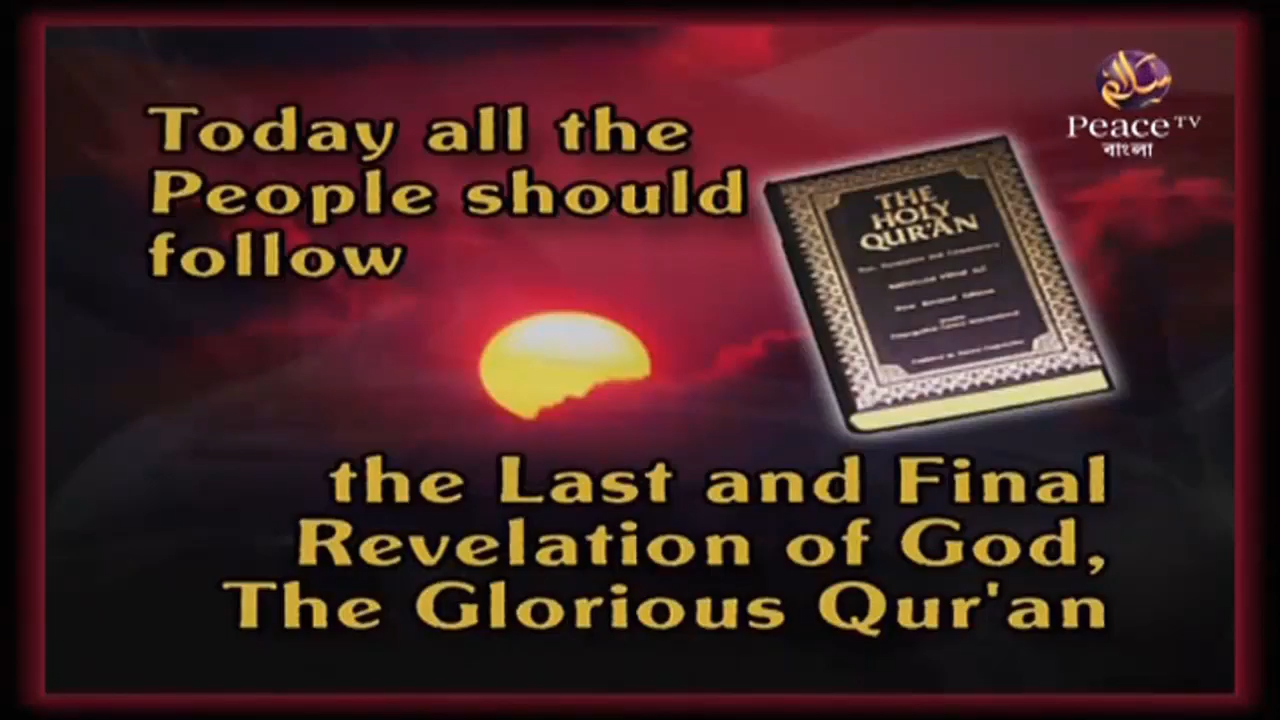 Today all the
People should
follow
the Last and Final
Revelation of God,
The Glorious Qur'an
سلام
Peace TV
বাংলা
THE
HOLY
QUR'AN